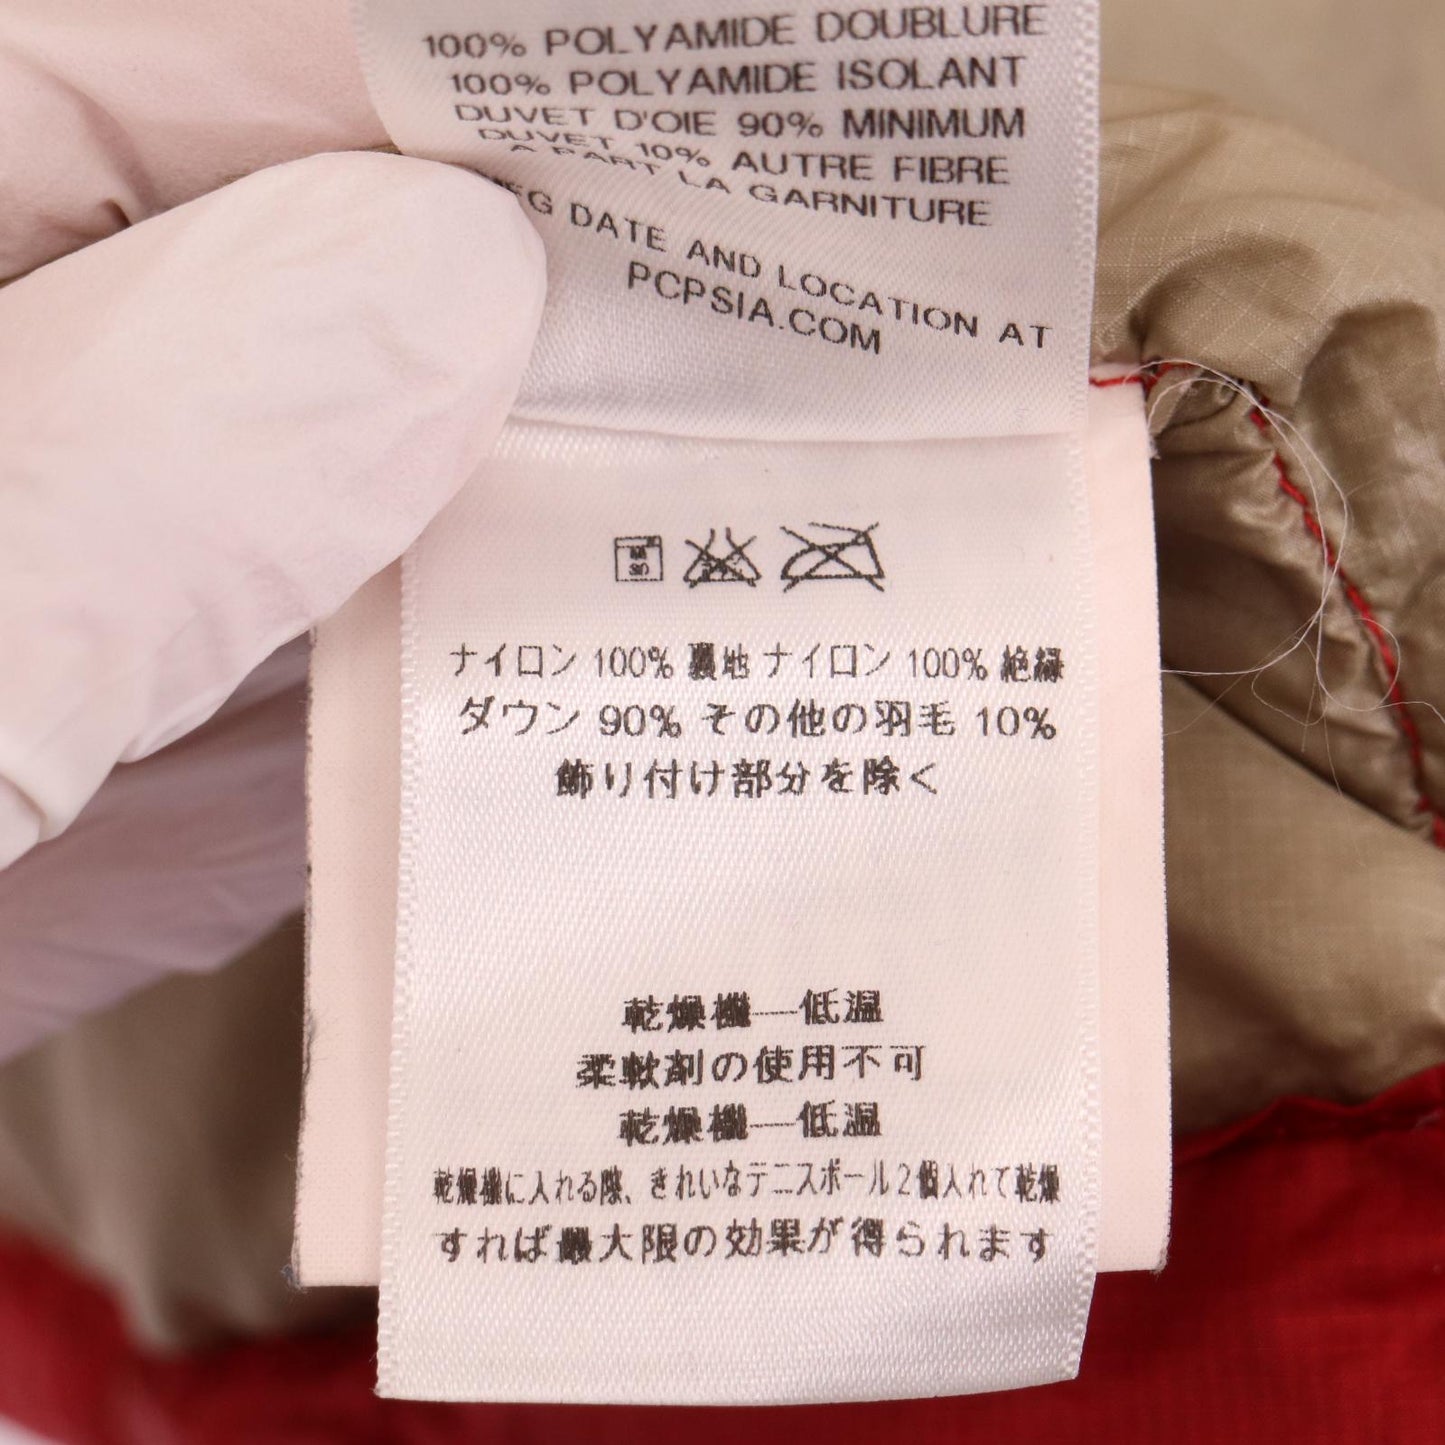 100% POLYAMIDE DOUBLURE
100% POLYAMIDE ISOLANT
DUVET D'OIE 90% MINIMUM
DUVET 10% AUTRE FIBRE
A PART LA GARNITURE
MFG DATE AND LOCATION AT
PCPSIA.COM
30
ナイロン 100% 裏地 ナイロン 100% 絶縁
ダウン 90% その他の羽毛 10%
飾り付け部分を除く
乾燥機—低温
柔軟剤の使用不可
乾燥機—低温
乾燥機に入れる際、きれいなテニスボール2個入れて乾燥
すれば最大限の効果が得られます